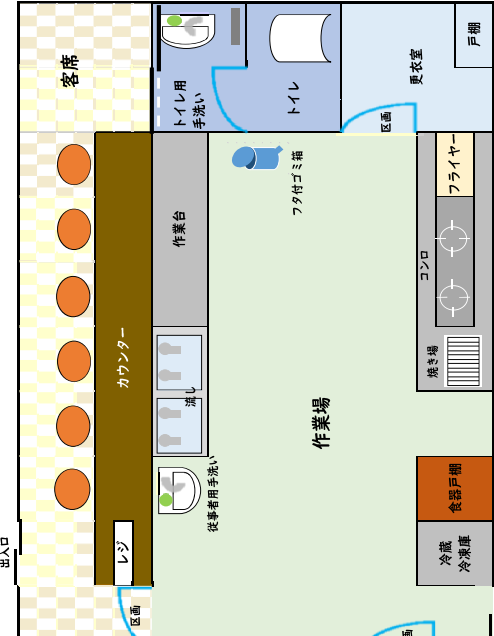 客席
トイレ用
手洗い
トイレ
更衣室
戸棚
区画
フライヤー
フタ付ゴミ箱
作業台
コンロ
カウンター
焼き場
流し
作業場
従事者用手洗い
食器戸棚
レジ
冷蔵
冷凍庫
出入口
区画
画